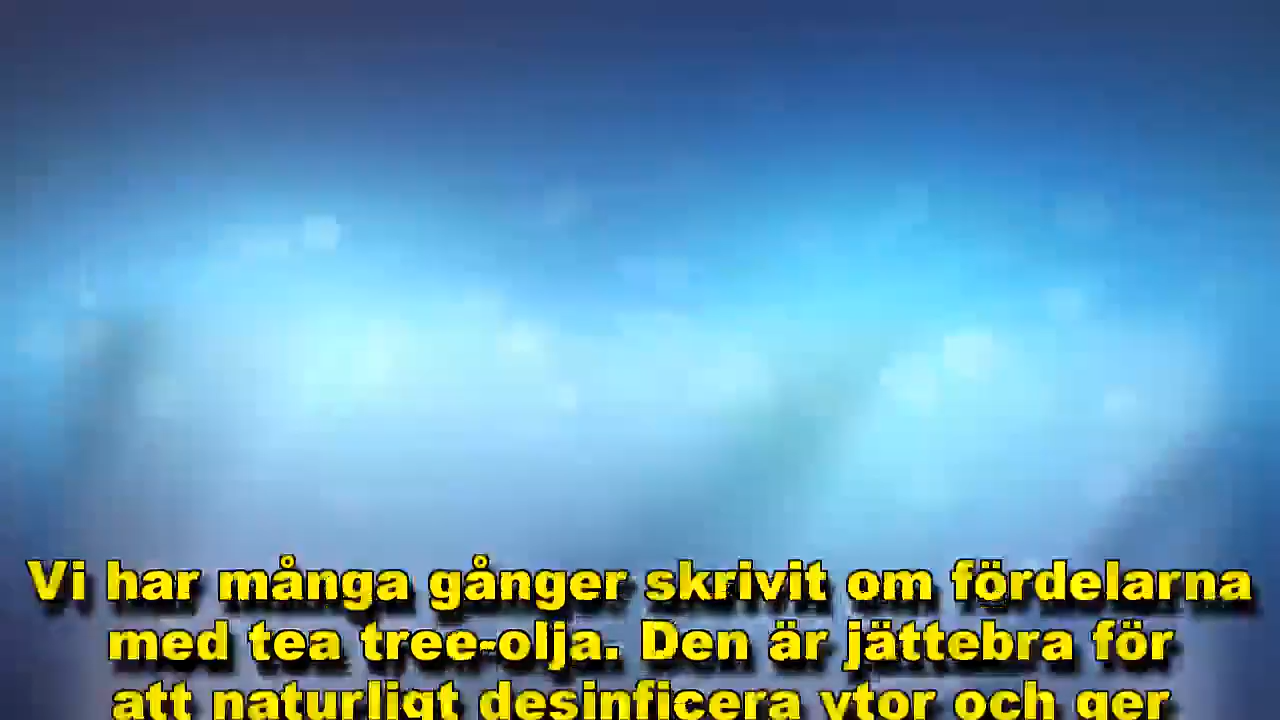 Vi har många gånger skrivit om fördelarna
med tea tree-olja. Den är jättebra för
att naturligt desinficera ytor och ger